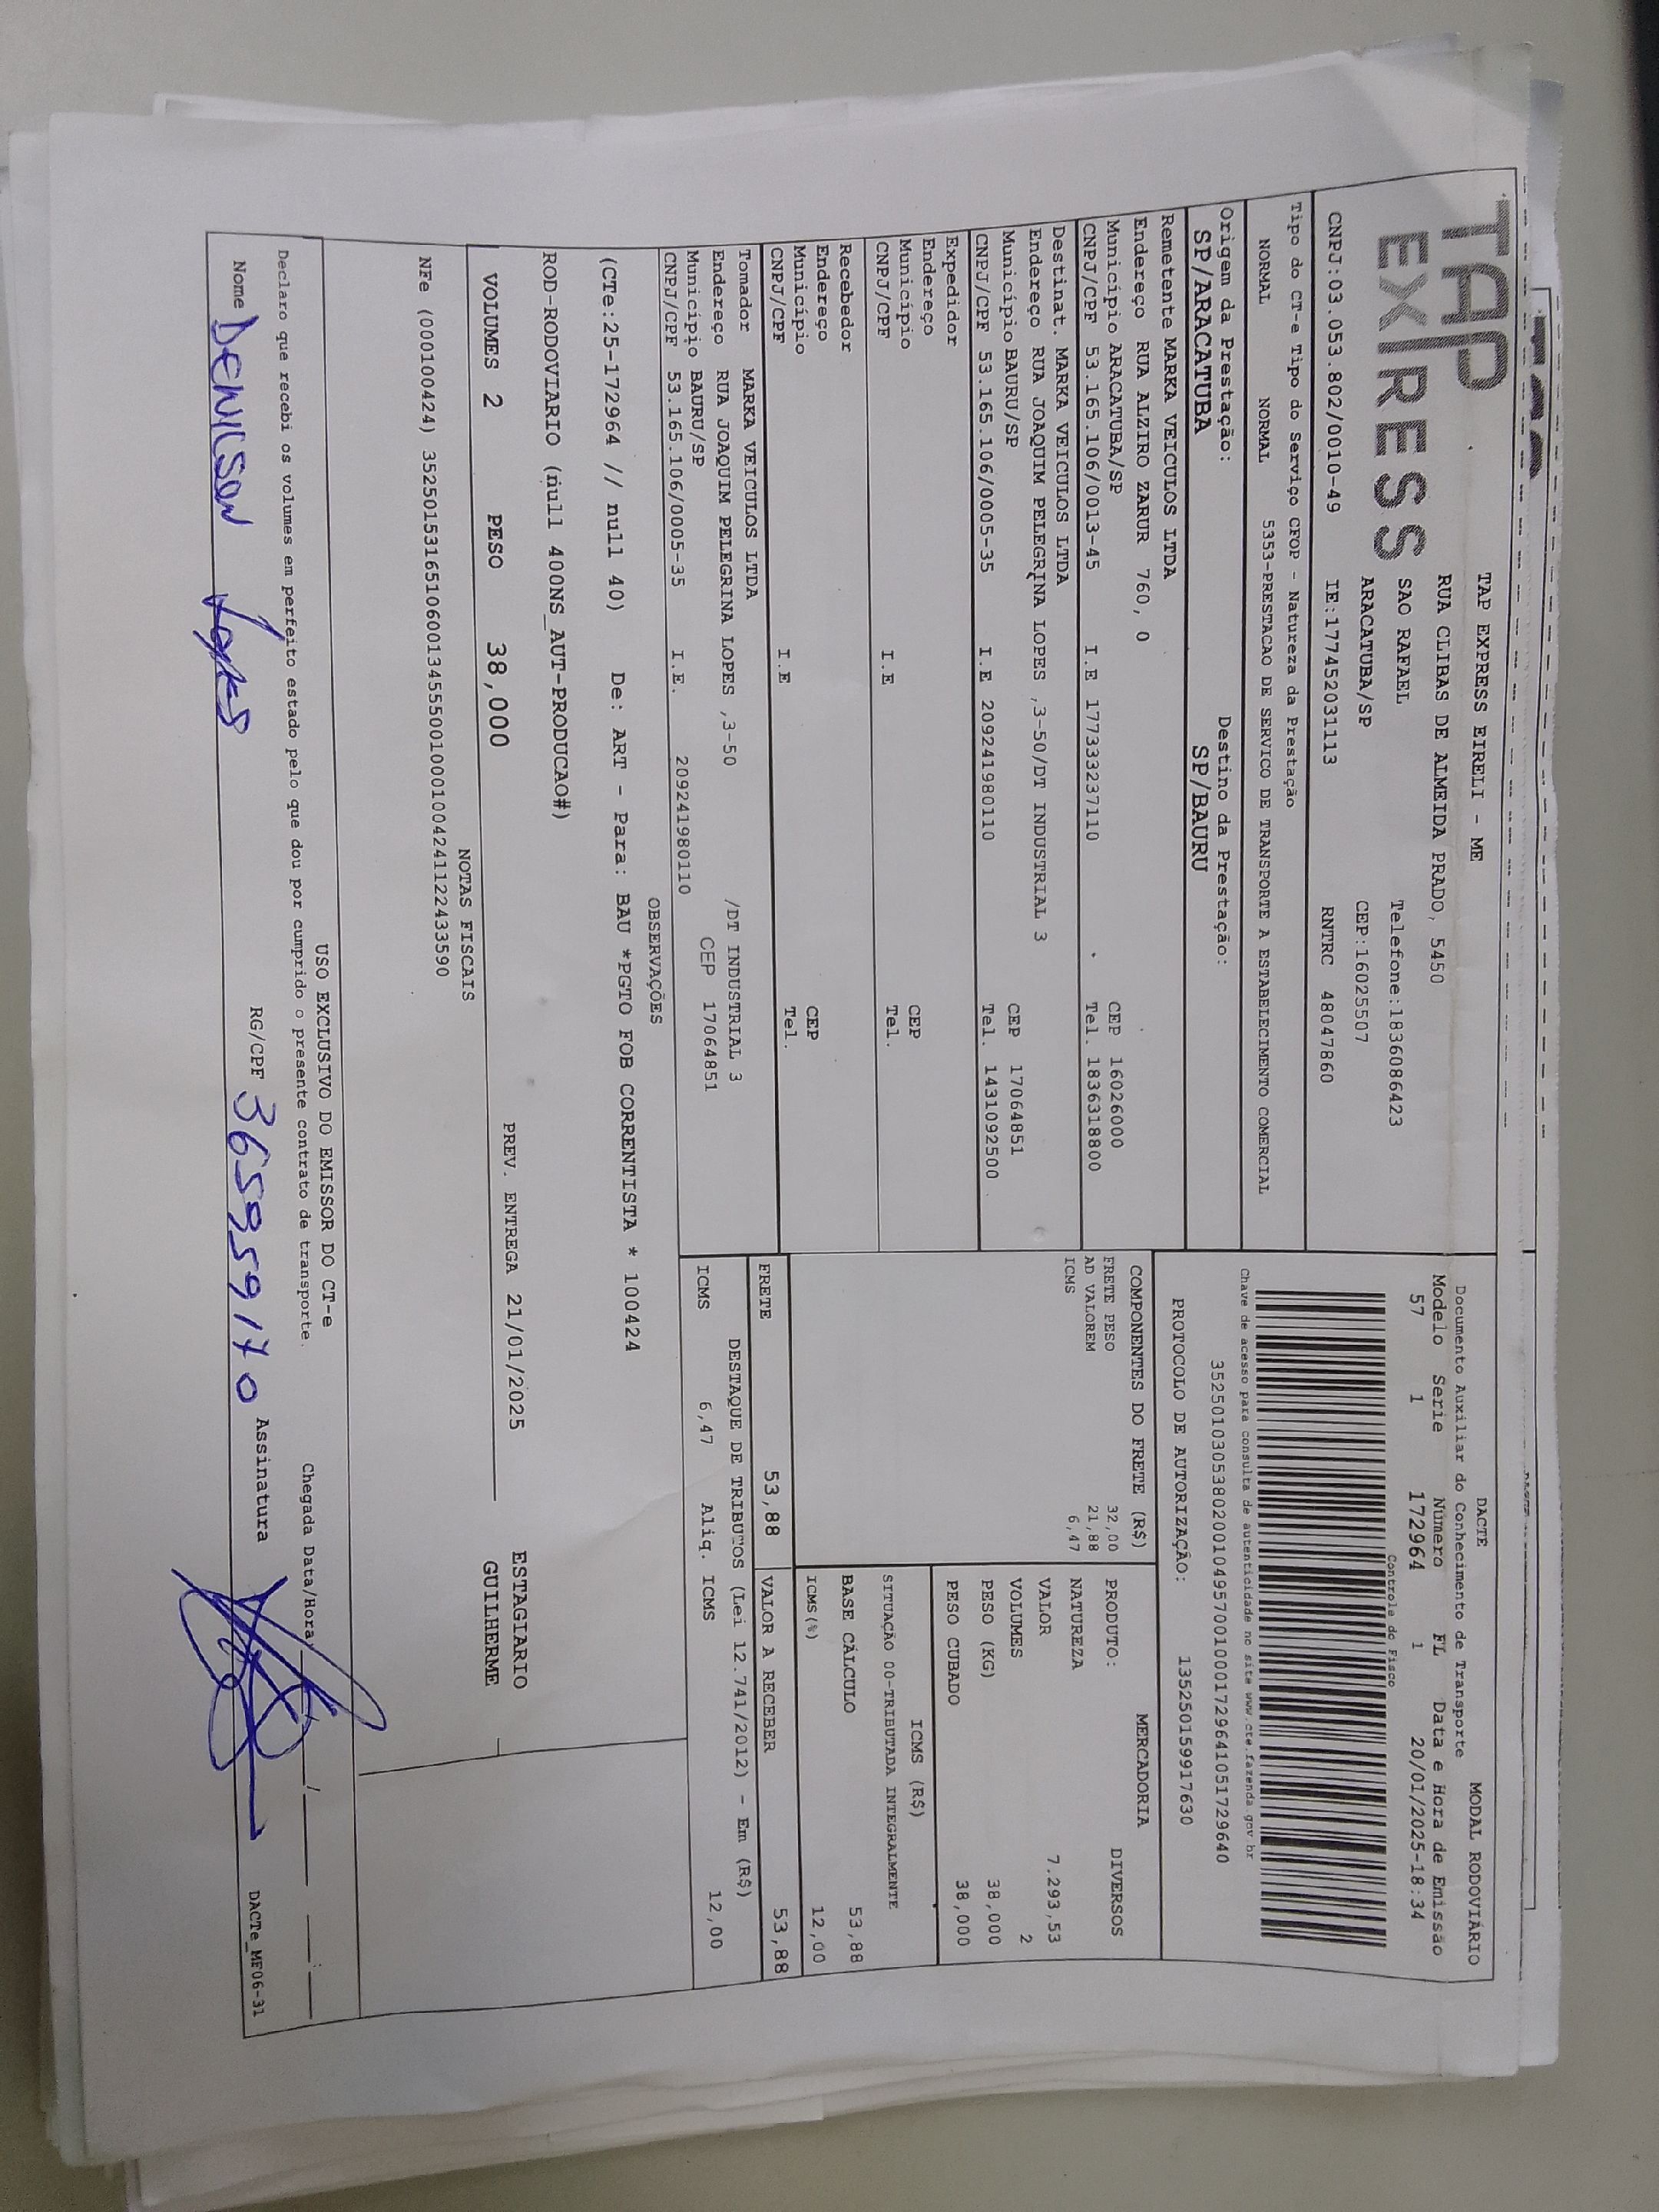 TAP
EXPRESS
TAP EXPRESS EIRELI - ME
RUA CLIBAS DE ALMEIDA PRADO, 5450
SAO RAFAEL Telefone:1836086423
ARACATUBA/SP CEP:16025507
CNPJ:03.053.802/0010-49 IE:177452031113 RNTRC 48047860
Tipo do CT-e Tipo do Serviço CFOP - Natureza da Prestação
NORMAL NORMAL 5353-PRESTACAO DE SERVICO DE TRANSPORTE A ESTABELECIMENTO COMERCIAL
Origem da Prestação: Destino da Prestação:
SP/ARACATUBA SP/BAURU
DACTE MODAL RODOVIÁRIO
Documento Auxiliar do Conhecimento de Transporte
Modelo Serie Número FL Data e Hora de Emissão
57 1 172964 1 20/01/2025-18:34
Controle do Fisco
Chave de acesso para consulta de autenticidade no site www.cte.fazenda.gov.br
35250103053802001049570010001729641051729640
PROTOCOLO DE AUTORIZAÇÃO: 135250159917630
Remetente MARKA VEICULOS LTDA
Endereço RUA ALZIRO ZARUR 760, 0
Município ARACATUBA/SP CEP 16026000
CNPJ/CPF 53.165.106/0013-45 I.E 177333237110 Tel. 1836318800
Destinat. MARKA VEICULOS LTDA
Endereço RUA JOAQUIM PELEGRINA LOPES ,3-50/DT INDUSTRIAL 3
Município BAURU/SP CEP 17064851
CNPJ/CPF 53.165.106/0005-35 I.E 209241980110 Tel. 1431092500
Expedidor
Endereço
Município CEP
CNPJ/CPF I.E Tel.
Recebedor
Endereço
Município CEP
CNPJ/CPF I.E Tel.
Tomador MARKA VEICULOS LTDA
Endereço RUA JOAQUIM PELEGRINA LOPES ,3-50 /DT INDUSTRIAL 3
Município BAURU/SP CEP 17064851
CNPJ/CPF 53.165.106/0005-35 I.E. 209241980110
COMPONENTES DO FRETE (R$)
FRETE PESO 32,00
AD VALOREM 21,88
ICMS 6,47
MERCADORIA
PRODUTO: DIVERSOS
NATUREZA
VALOR 7.293,53
VOLUMES 2
PESO (KG) 38,000
PESO CUBADO 38,000
ICMS (R$)
SITUAÇÃO 00-TRIBUTADA INTEGRALMENTE
BASE CÁLCULO 53,88
ICMS(%) 12,00
FRETE 53,88 VALOR A RECEBER 53,88
DESTAQUE DE TRIBUTOS (Lei 12.741/2012) - Em (R$)
ICMS 6,47 Aliq. ICMS 12,00
OBSERVAÇÕES
(CTe:25-172964 // null 40) De: ART - Para: BAU *PGTO FOB CORRENTISTA * 100424
ROD-RODOVIARIO (null 400NS_AUT-PRODUCAO#)
VOLUMES 2 PESO 38,000 PREV. ENTREGA 21/01/2025 ESTAGIARIO
GUILHERME
NOTAS FISCAIS
NFe (000100424) 35250153165106001345550010001004241122433590
USO EXCLUSIVO DO EMISSOR DO CT-e
Declaro que recebi os volumes em perfeito estado pelo que dou por cumprido o presente contrato de transporte. Chegada Data/Hora / :
Nome DENILSON RG/CPF 365959170 Assinatura
DACTe_MF06-31